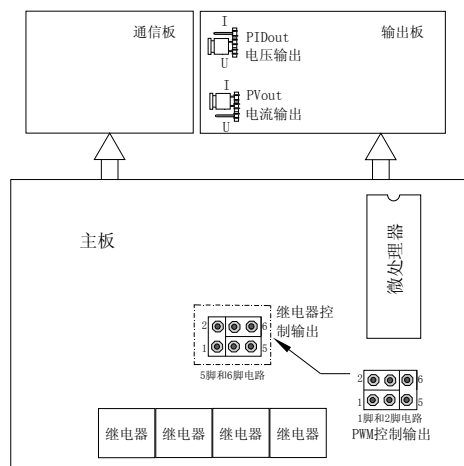 通信板
输出板
I
PIDout
电压输出
U
I
PVout
电流输出
U
主板
微处理器
继电器控
制输出
2 6
1 5
5脚和6脚电路
2 6
1 5
1脚和2脚电路
PWM控制输出
继电器 继电器 继电器 继电器